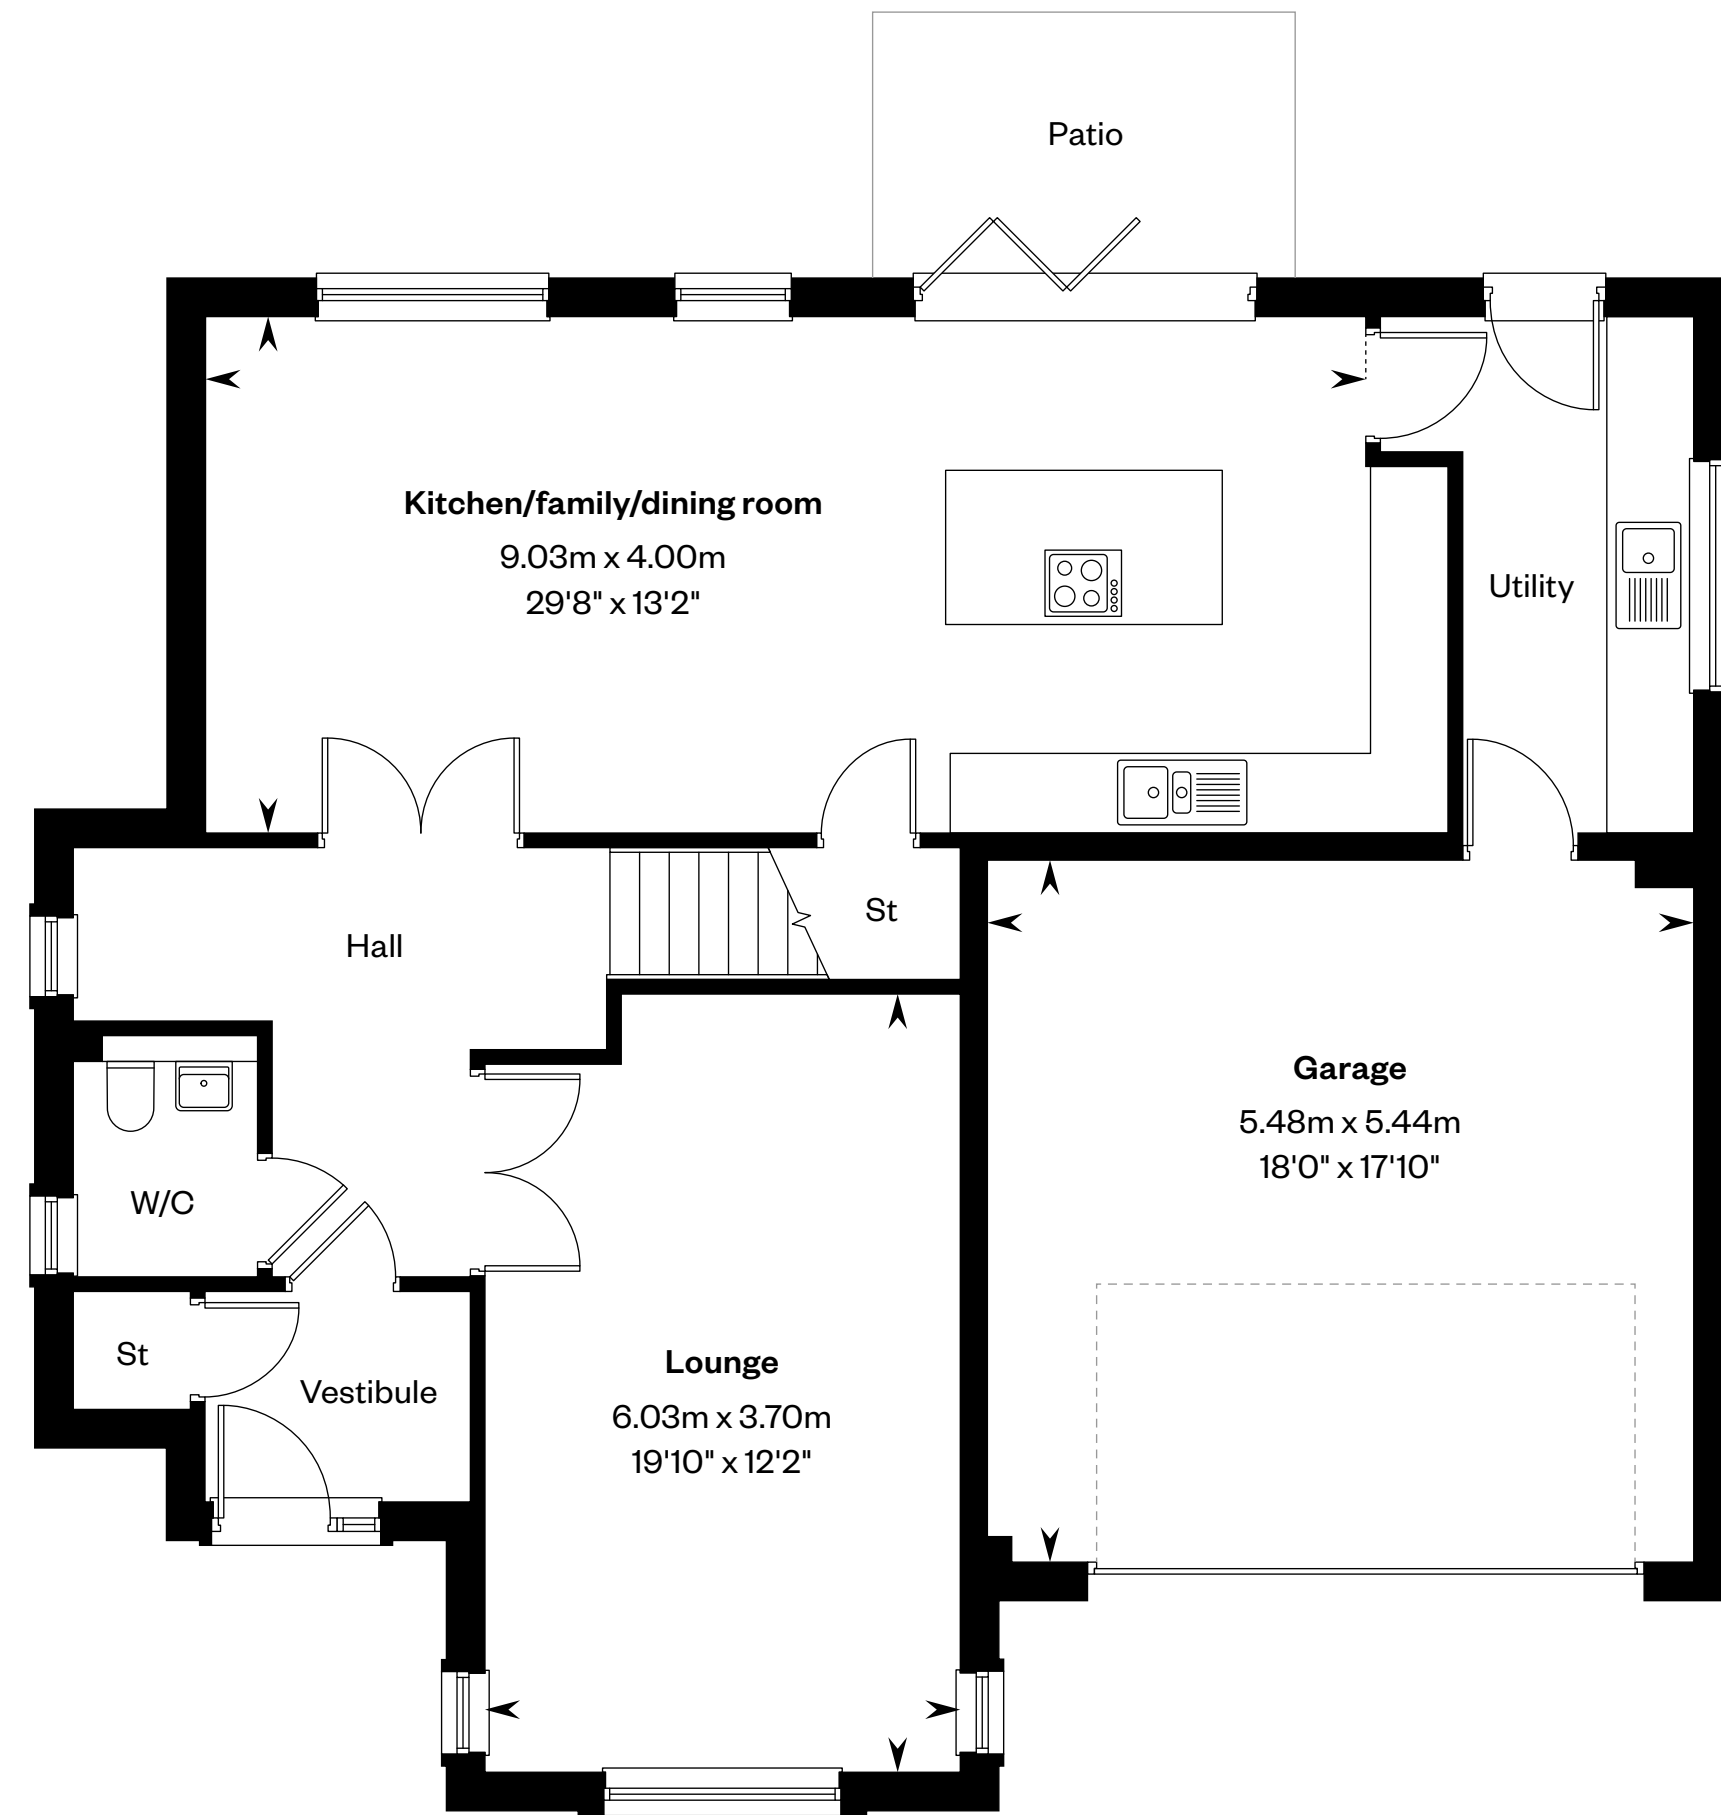 Patio
Kitchen/family/dining room
9.03m x 4.00m
29'8" x 13'2"
Utility
Hall
St
Garage
5.48m x 5.44m
18'0" x 17'10"
W/C
St
Vestibule
Lounge
6.03m x 3.70m
19'10" x 12'2"